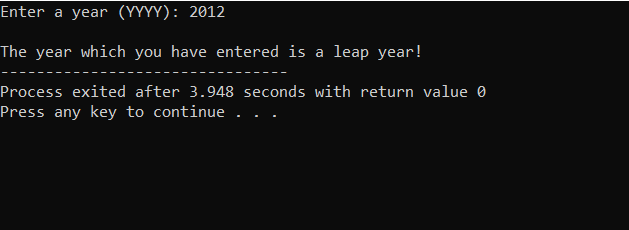 Enter a year (YYYY): 2012
The year which you have entered is a leap year!
--------------------------------
Process exited after 3.948 seconds with return value 0
Press any key to continue . . .